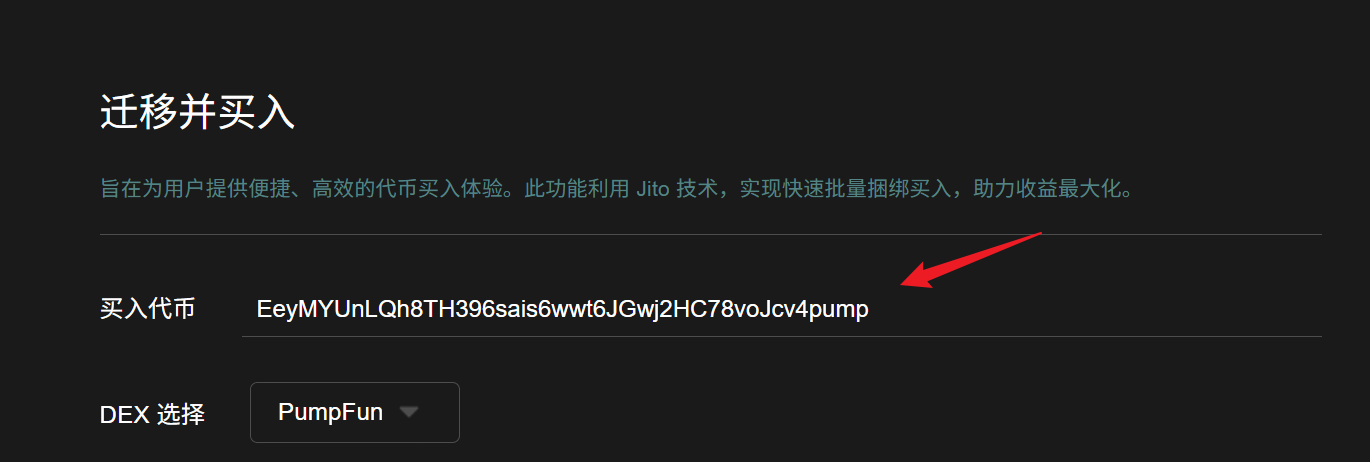 迁移并买入
旨在为用户提供便捷、高效的代币买入体验。此功能利用 Jito 技术，实现快速批量捆绑买入，助力收益最大化。
买入代币 EeyMYUnLQh8TH396sais6wwt6JGwj2HC78voJcv4pump
DEX 选择 PumpFun